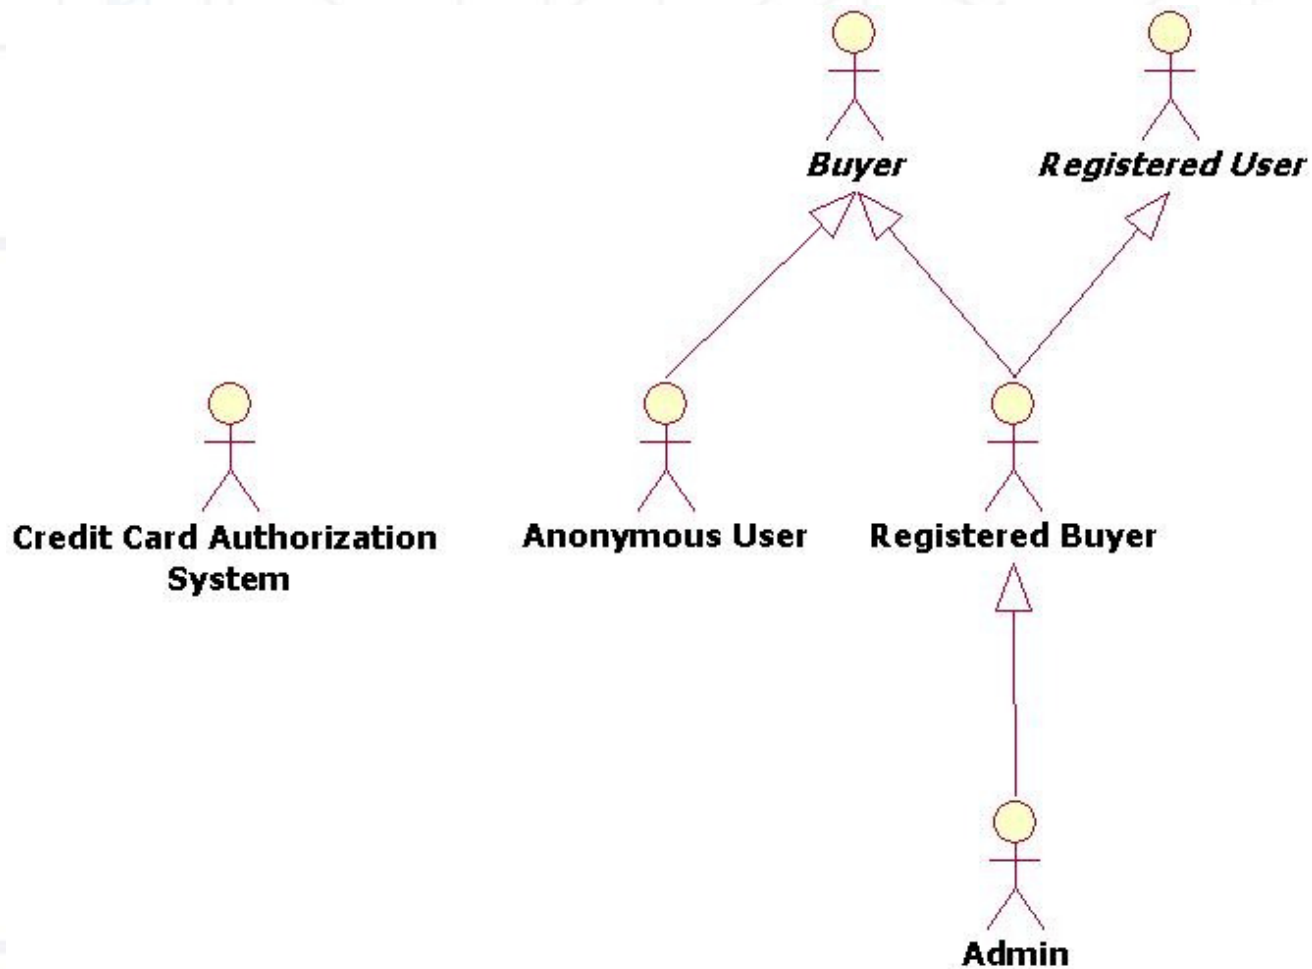 Buyer
Registered User
Credit Card Authorization
System
Anonymous User
Registered Buyer
Admin